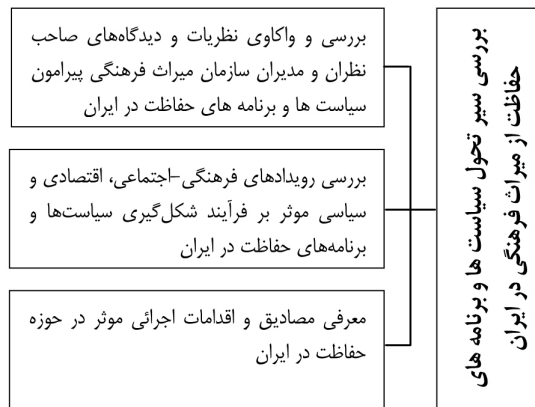 بررسی سیر تحول سیاست ها و برنامه های
حفاظت از میراث فرهنگی در ایران
بررسی و واکاوی نظریات و دیدگاه‌های صاحب
نظران و مدیران سازمان میراث فرهنگی پیرامون
سیاست ها و برنامه های حفاظت در ایران
بررسی رویدادهای فرهنگی-اجتماعی، اقتصادی و
سیاسی موثر بر فرآیند شکل‌گیری سیاست‌ها و
برنامه‌های حفاظت در ایران
معرفی مصادیق و اقدامات اجرائی موثر در حوزه
حفاظت در ایران